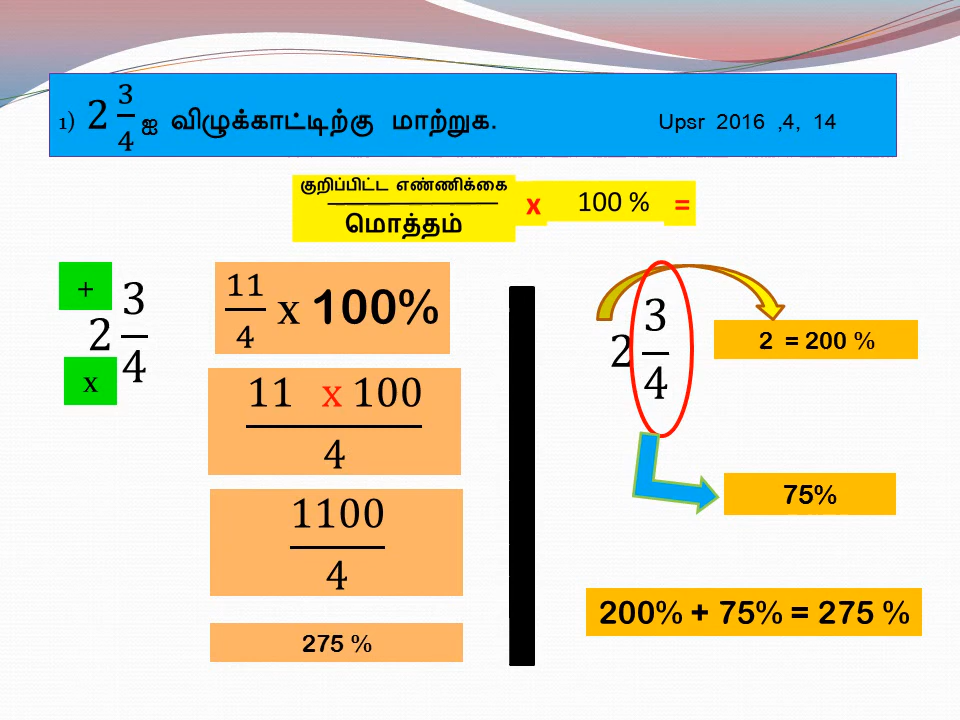 1) 2 3/4 ஐ விழுக்காட்டிற்கு மாற்றுக. Upsr 2016 ,4, 14
குறிப்பிட்ட எண்ணிக்கை
மொத்தம்
x 100 % =
+
2 3/4
x
11/4 x 100%
11 x 100
4
1100
4
275 %
2 3/4
2 = 200 %
75%
200% + 75% = 275 %